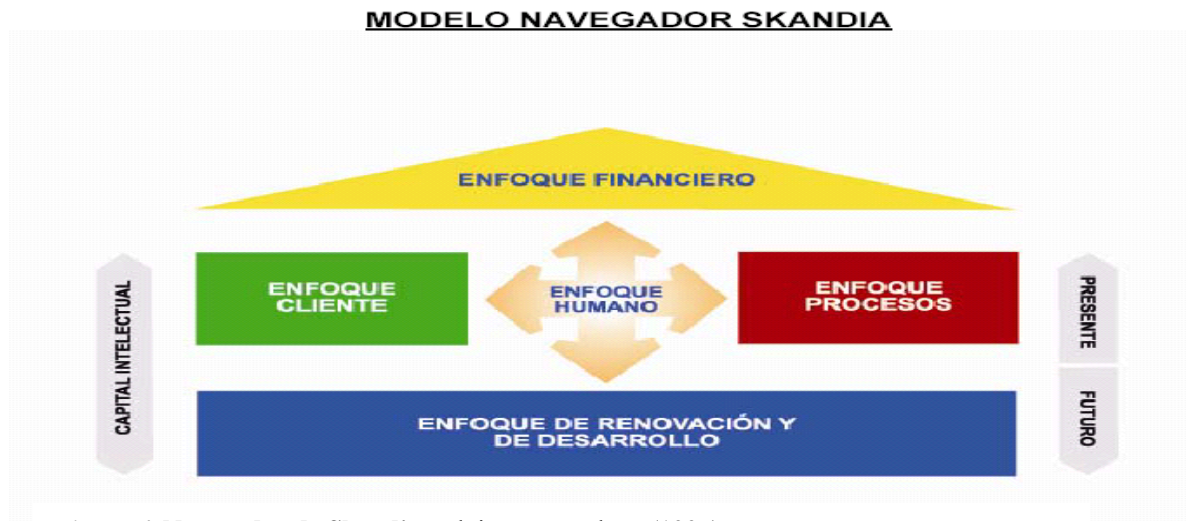 MODELO NAVEGADOR SKANDIA
ENFOQUE FINANCIERO
CAPITAL INTELECTUAL
ENFOQUE
CLIENTE
ENFOQUE
HUMANO
ENFOQUE
PROCESOS
PRESENTE
FUTURO
ENFOQUE DE RENOVACIÓN Y
DE DESARROLLO